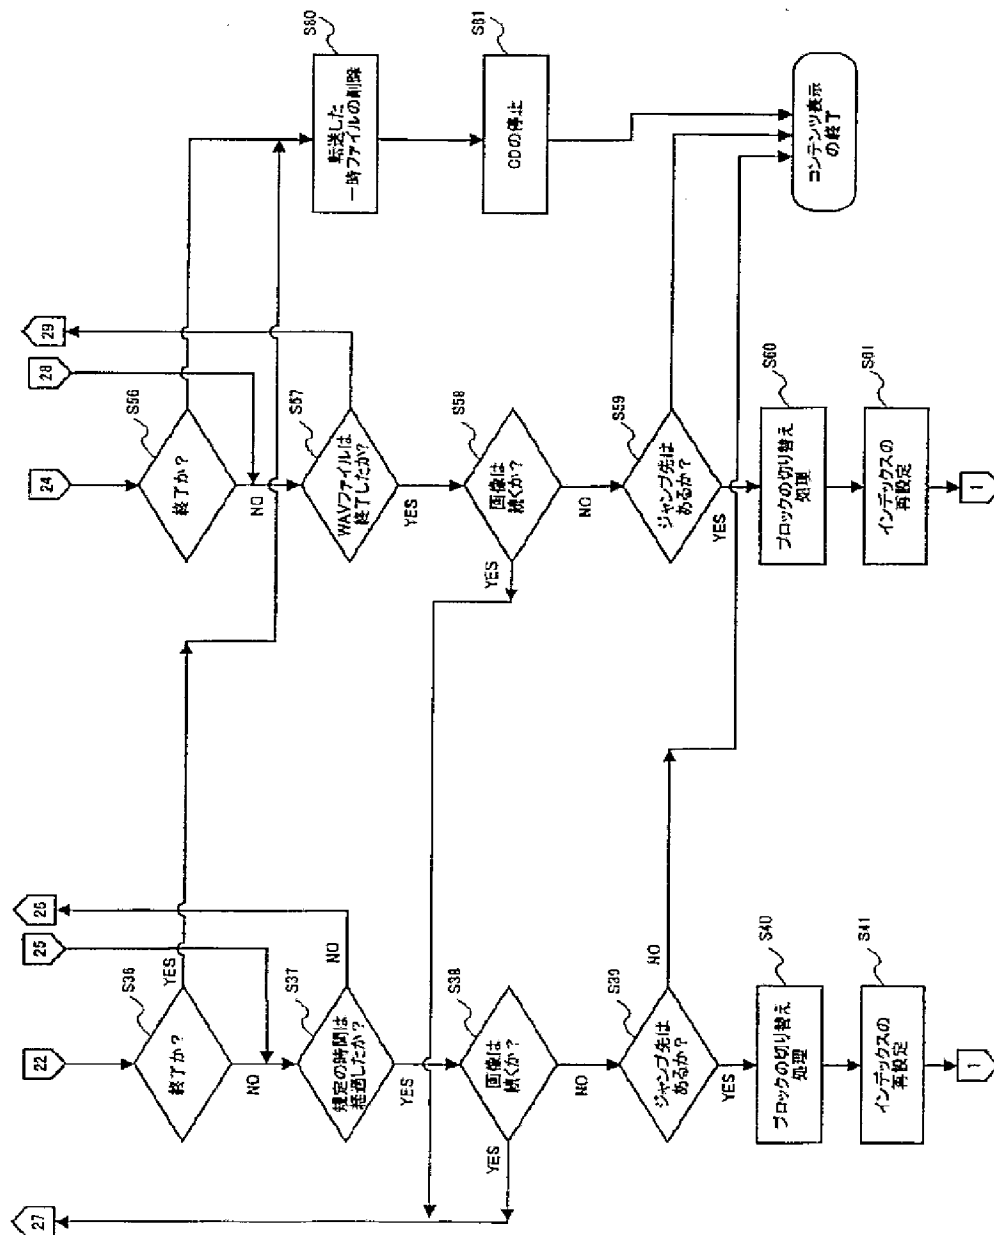 27
22
25
26
S36
終了か?
YES
NO
S37
規定の時間は
経過したか?
NO
YES
S38
画像は
続くか?
YES
NO
S39
ジャンプ先は
あるか?
NO
YES
S40
ブロックの切り替え
処理
S41
インデックスの
再設定
1
24
28
29
S56
終了か?
NO
S57
WAVファイルは
終了したか?
YES
S58
画像は
続くか?
YES
NO
S59
ジャンプ先は
あるか?
YES
S60
ブロックの切り替え
処理
S61
インデックスの
再設定
1
S80
転送した
一時ファイルの削除
S81
CDの停止
コンテンツ表示
の終了